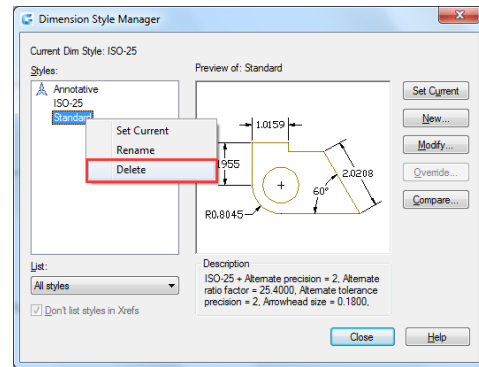 Dimension Style Manager
Current Dim Style: ISO-25
Styles:
Preview of: Standard
Annotative
ISO-25
Standard
Set Current
Rename
Delete
1.0159
1955
2.0208
60°
R0.8045
Set Current
New...
Modify...
Override...
Compare...
List:
All styles
Don't list styles in Xrefs
Description
ISO-25 + Alternate precision = 2, Alternate
ratio factor = 25.4000, Alternate tolerance
precision = 2, Arrowhead size = 0.1800,
Close
Help